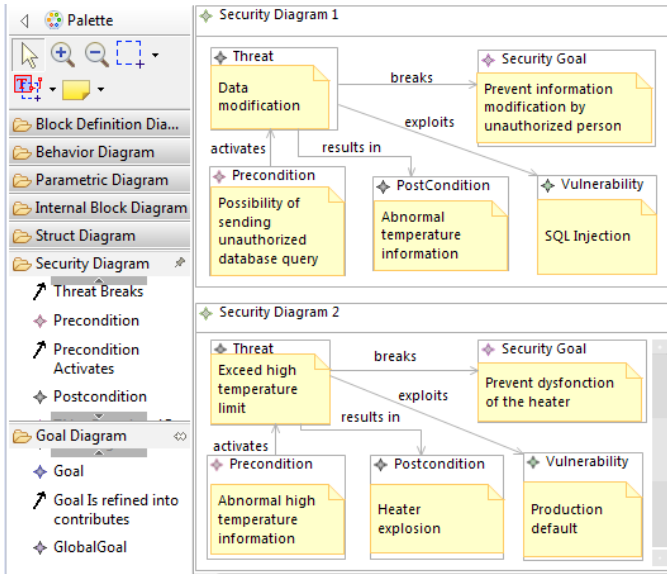 Palette
Block Definition Dia...
Behavior Diagram
Parametric Diagram
Internal Block Diagram
Struct Diagram
Security Diagram
Threat Breaks
Precondition
Precondition
Activates
Postcondition
Goal Diagram
Goal
Goal Is refined into
contributes
GlobalGoal
Security Diagram 1
Threat
Data
modification
breaks
Security Goal
Prevent information
modification by
unauthorized person
exploits
activates
results in
Precondition
Possibility of
sending
unauthorized
database query
PostCondition
Abnormal
temperature
information
Vulnerability
SQL Injection
Security Diagram 2
Threat
Exceed high
temperature
limit
breaks
Security Goal
Prevent dysfonction
of the heater
exploits
results in
activates
Precondition
Abnormal high
temperature
information
Postcondition
Heater
explosion
Vulnerability
Production
default